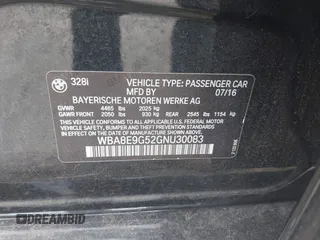 328i
VEHICLE TYPE: PASSENGER CAR
07/16
BAYERISCHE MOTOREN WERKE AG
GVWR 4465 lbs 2025 kg
GAWR FRONT 2050 lbs 930 kg REAR 2545 lbs 1154 kg
THIS VEHICLE CONFORMS TO ALL APPLICABLE
FEDERAL MOTOR VEHICLE SAFETY,
BUMPER, AND THEFT PREVENTION STANDARDS
IN EFFECT ON THE DATE OF
MANUFACTURE SHOWN ABOVE.
WBA8E9G52GNU30083
DREAMBID